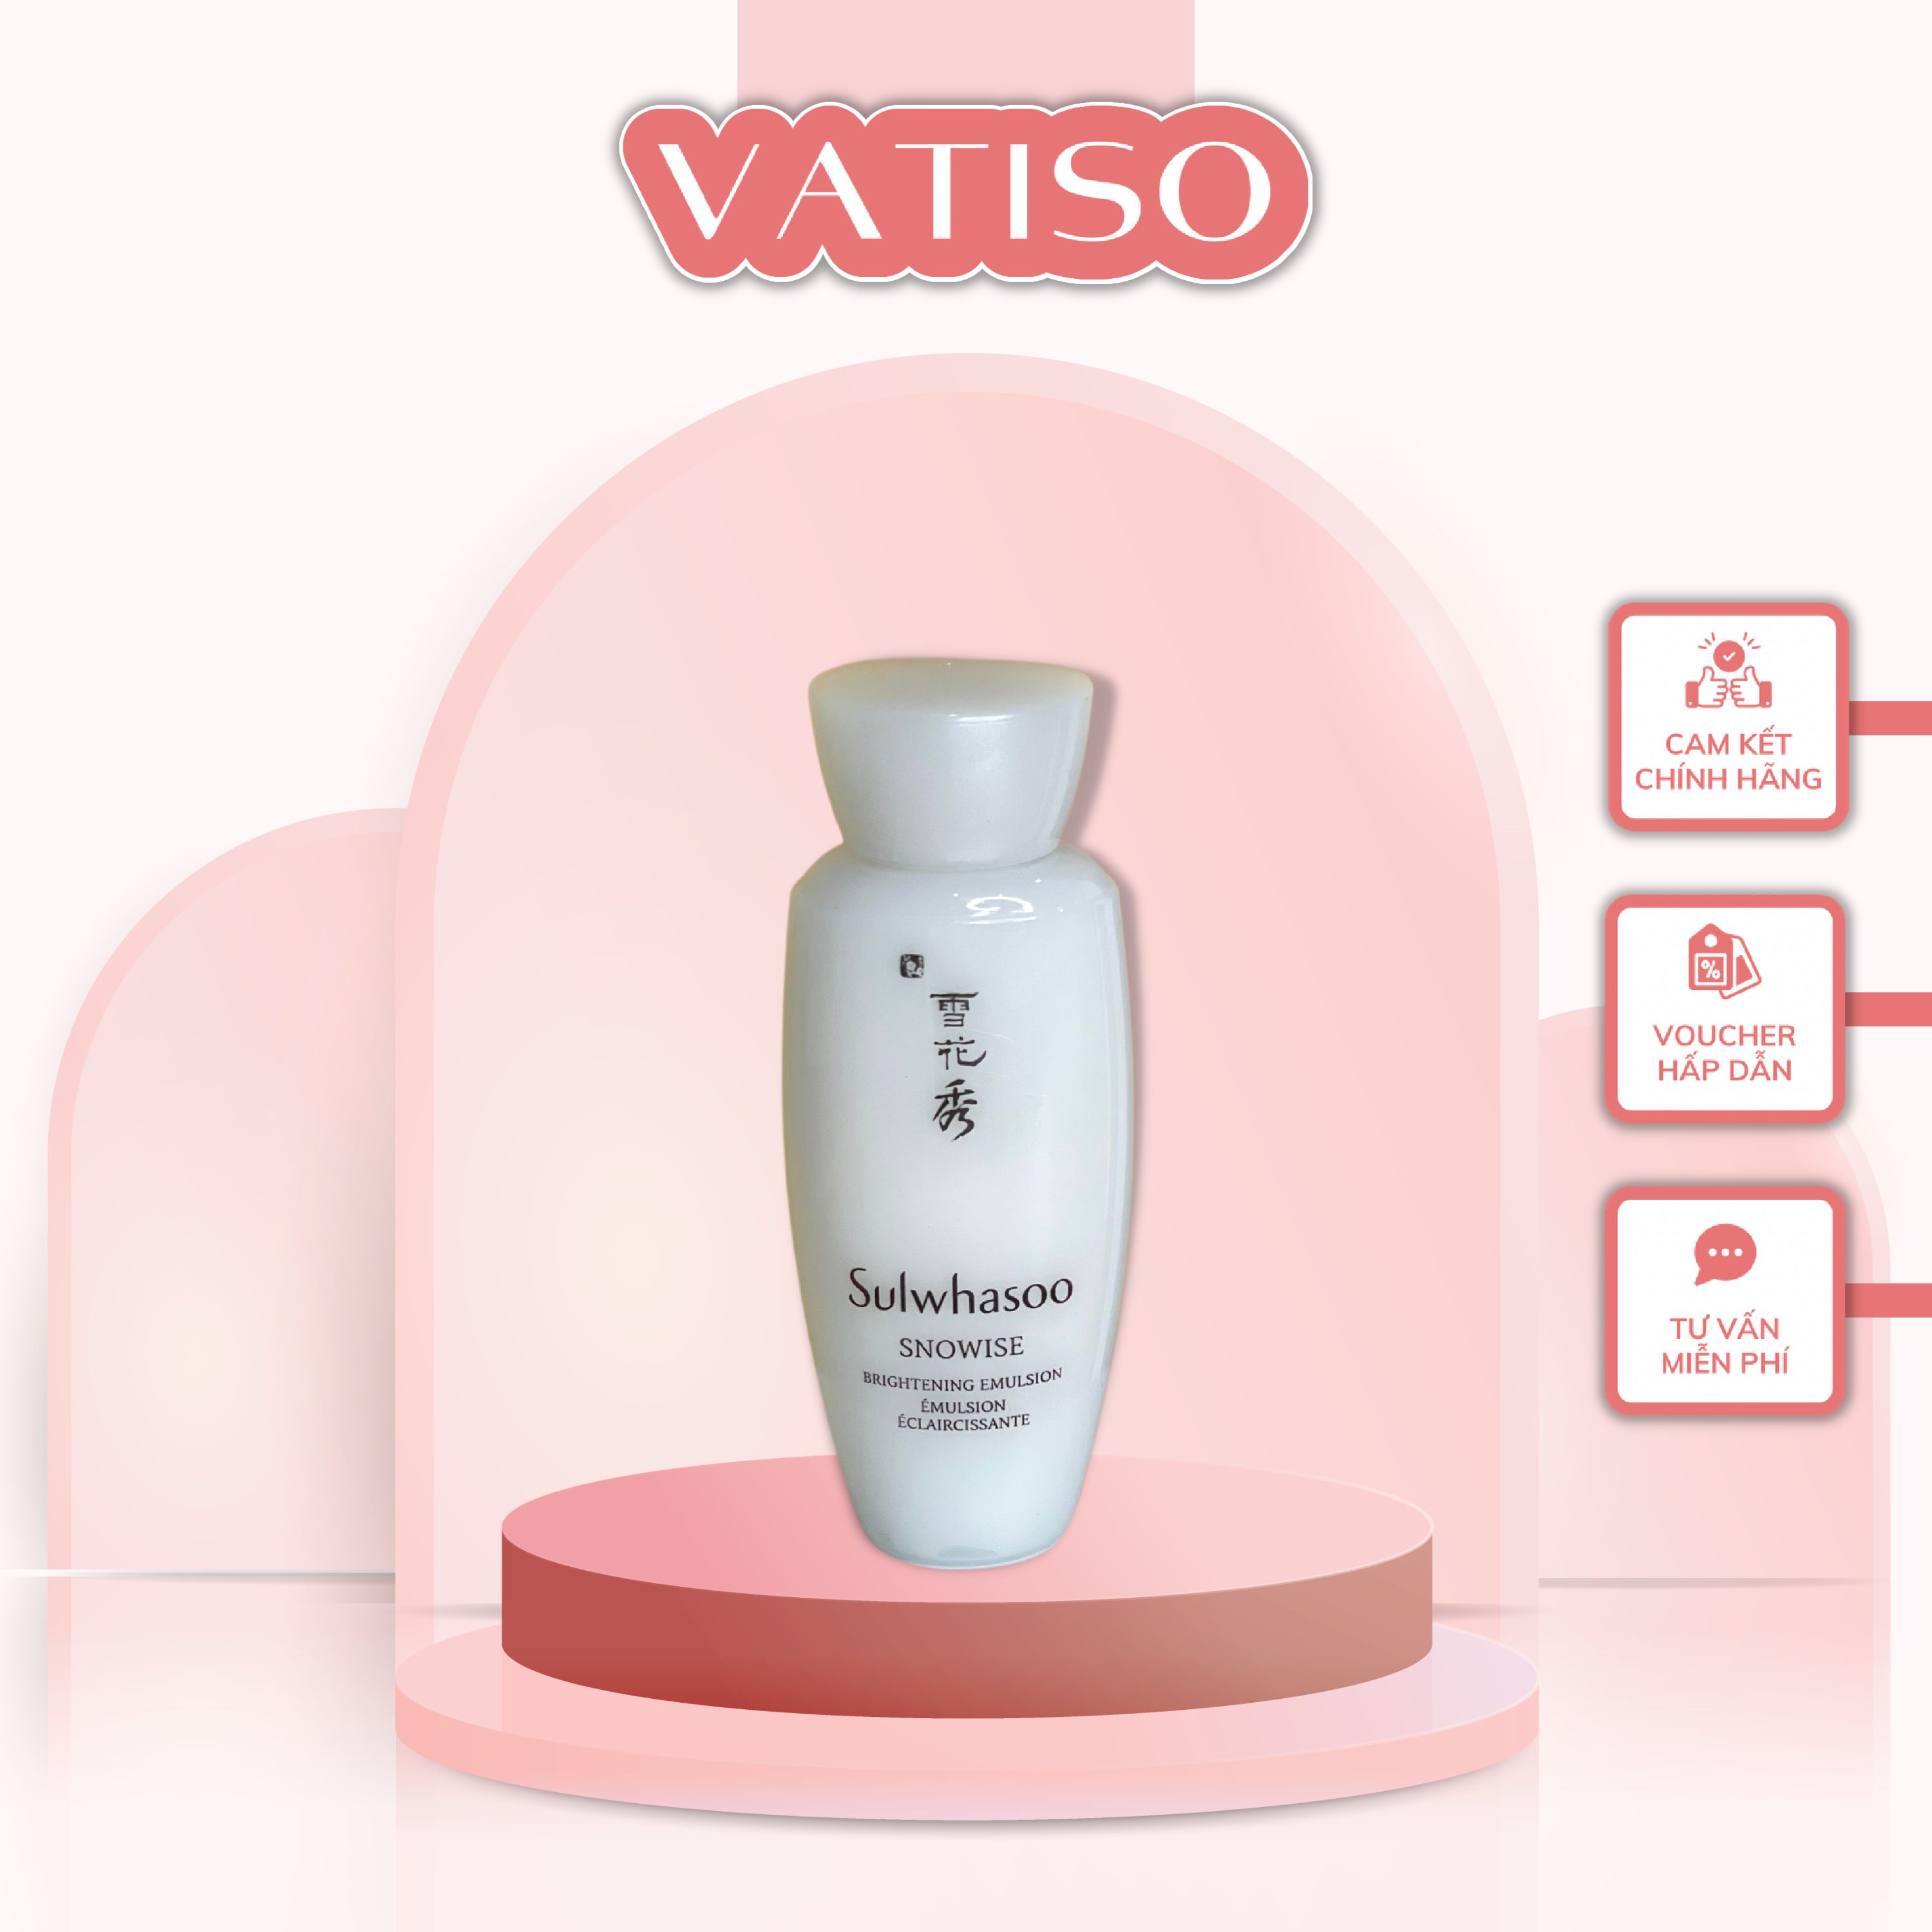 VATISO
CAM KẾT
CHÍNH HÃNG
%
VOUCHER
HẤP DẪN
TƯ VẤN
MIỄN PHÍ
雪
花
秀
Sulwhasoo
SNOWISE
BRIGHTENING EMULSION
ÉMULSION
ÉCLAIRCISSANTE